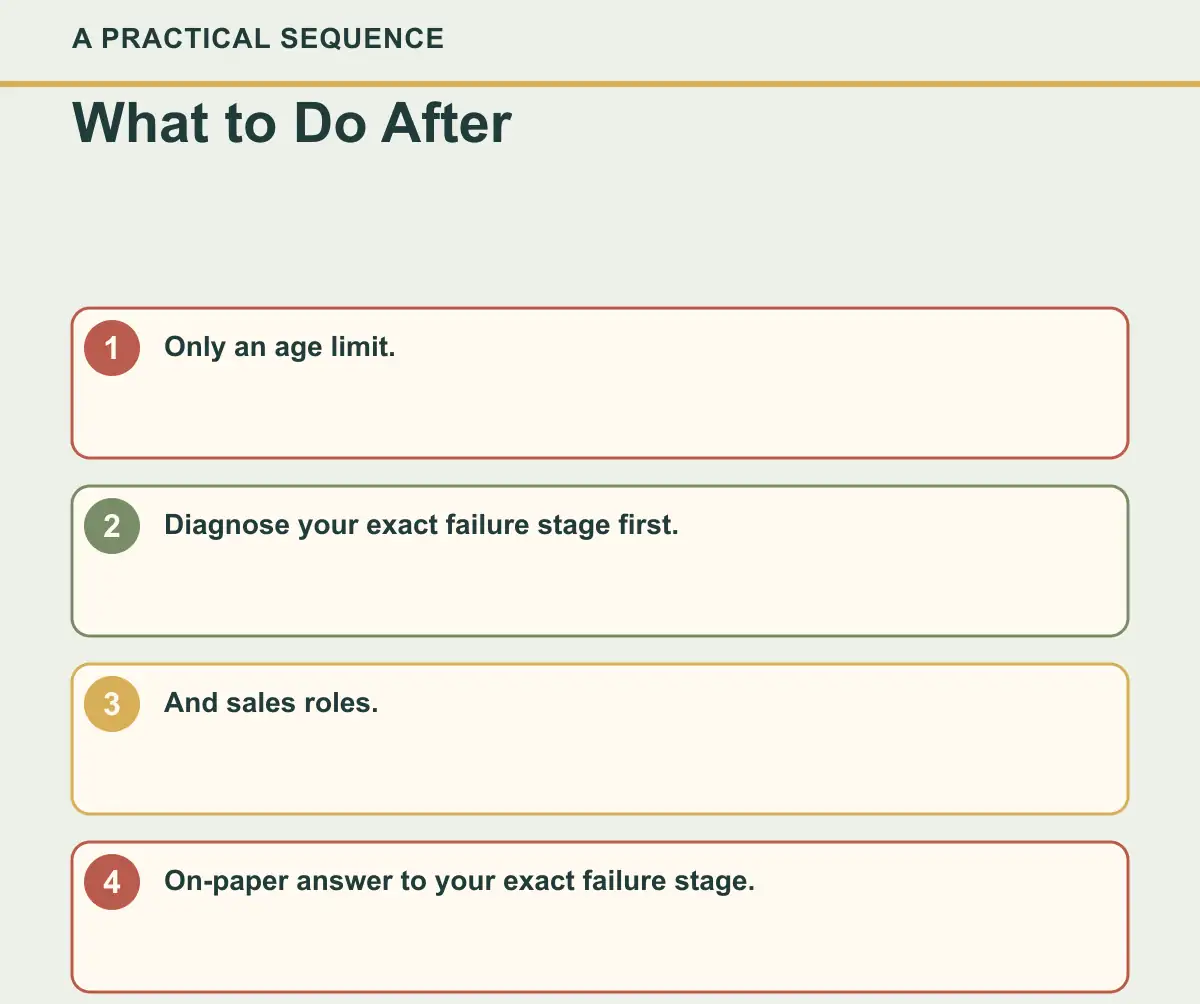 A PRACTICAL SEQUENCE
What to Do After
1 Only an age limit.
2 Diagnose your exact failure stage first.
3 And sales roles.
4 On-paper answer to your exact failure stage.